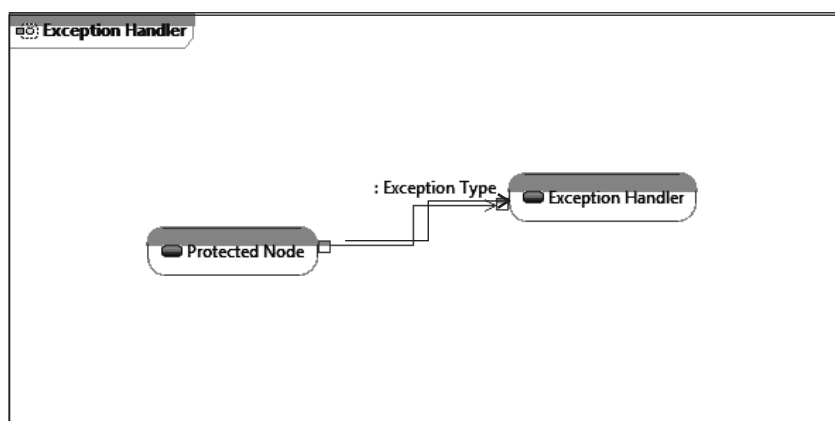 Exception Handler
: Exception Type
Exception Handler
Protected Node